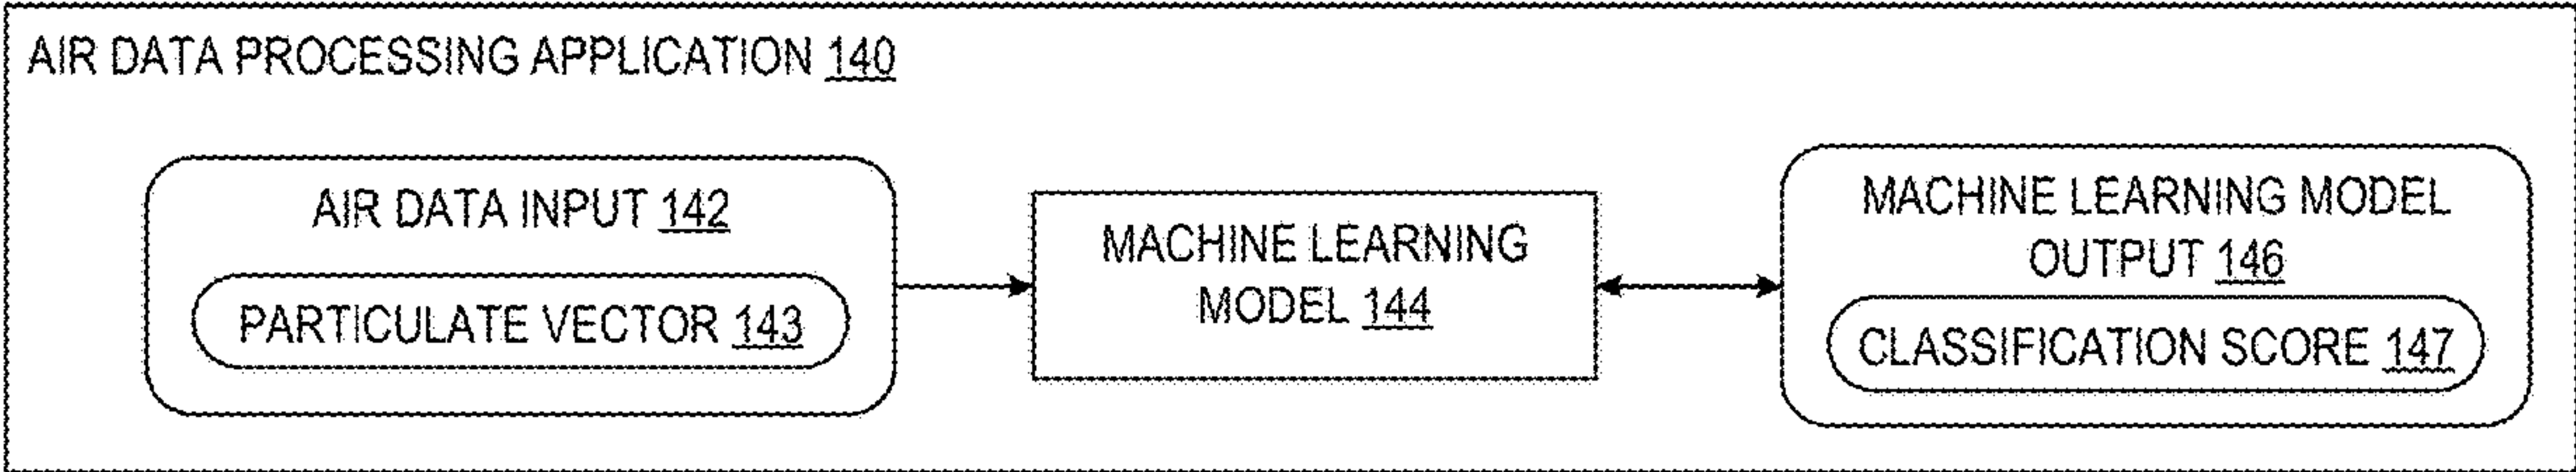 AIR DATA PROCESSING APPLICATION 140
AIR DATA INPUT 142
PARTICULATE VECTOR 143
MACHINE LEARNING
MODEL 144
MACHINE LEARNING MODEL
OUTPUT 146
CLASSIFICATION SCORE 147